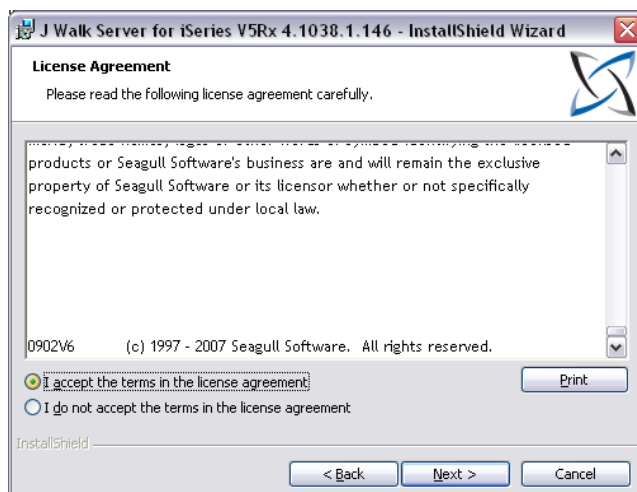 J Walk Server for iSeries V5Rx 4.1038.1.146 - InstallShield Wizard
License Agreement
Please read the following license agreement carefully.
products or Seagull Software's business are and will remain the exclusive
property of Seagull Software or its licensor whether or not specifically
recognized or protected under local law.
0902V6 (c) 1997 - 2007 Seagull Software. All rights reserved.
I accept the terms in the license agreement
Print
I do not accept the terms in the license agreement
InstallShield
< Back
Next >
Cancel